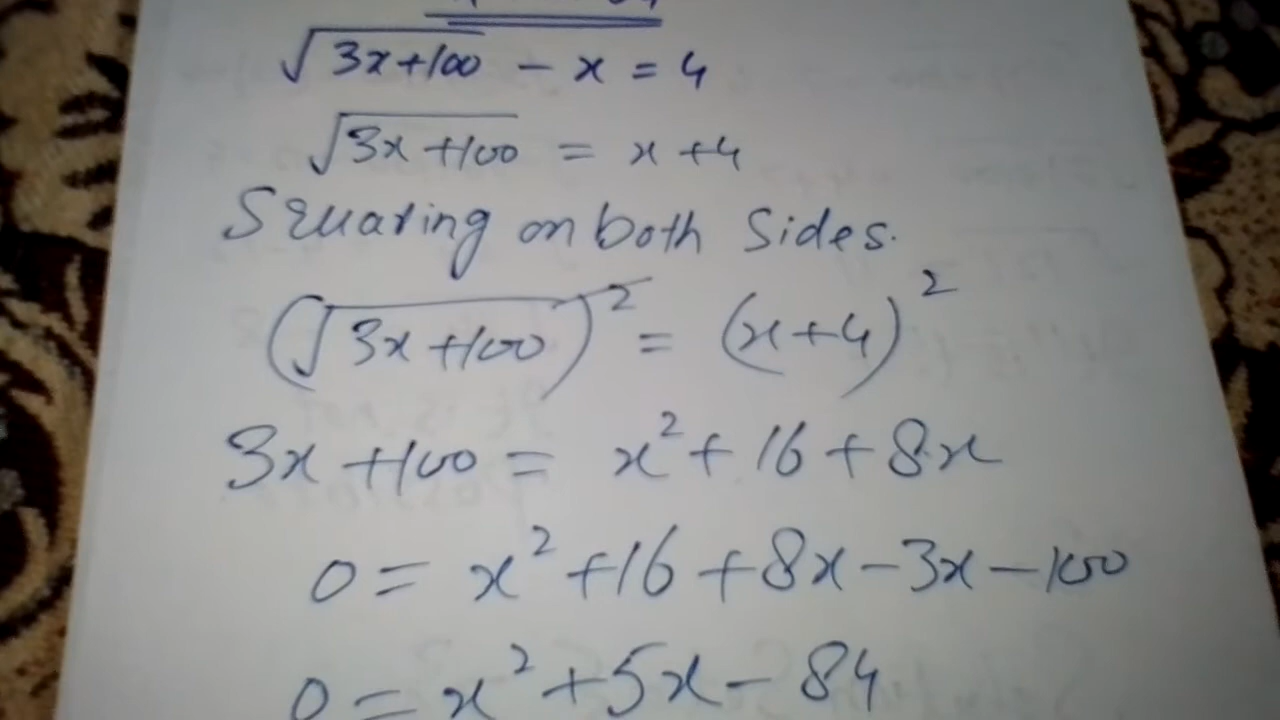 √3x+100 - x = 4
√3x+100 = x+4
Squaring on both Sides.
(√3x+100)² = (x+4)²
3x+100 = x²+16+8x
0 = x²+16+8x-3x-100
0 = x²+5x-84